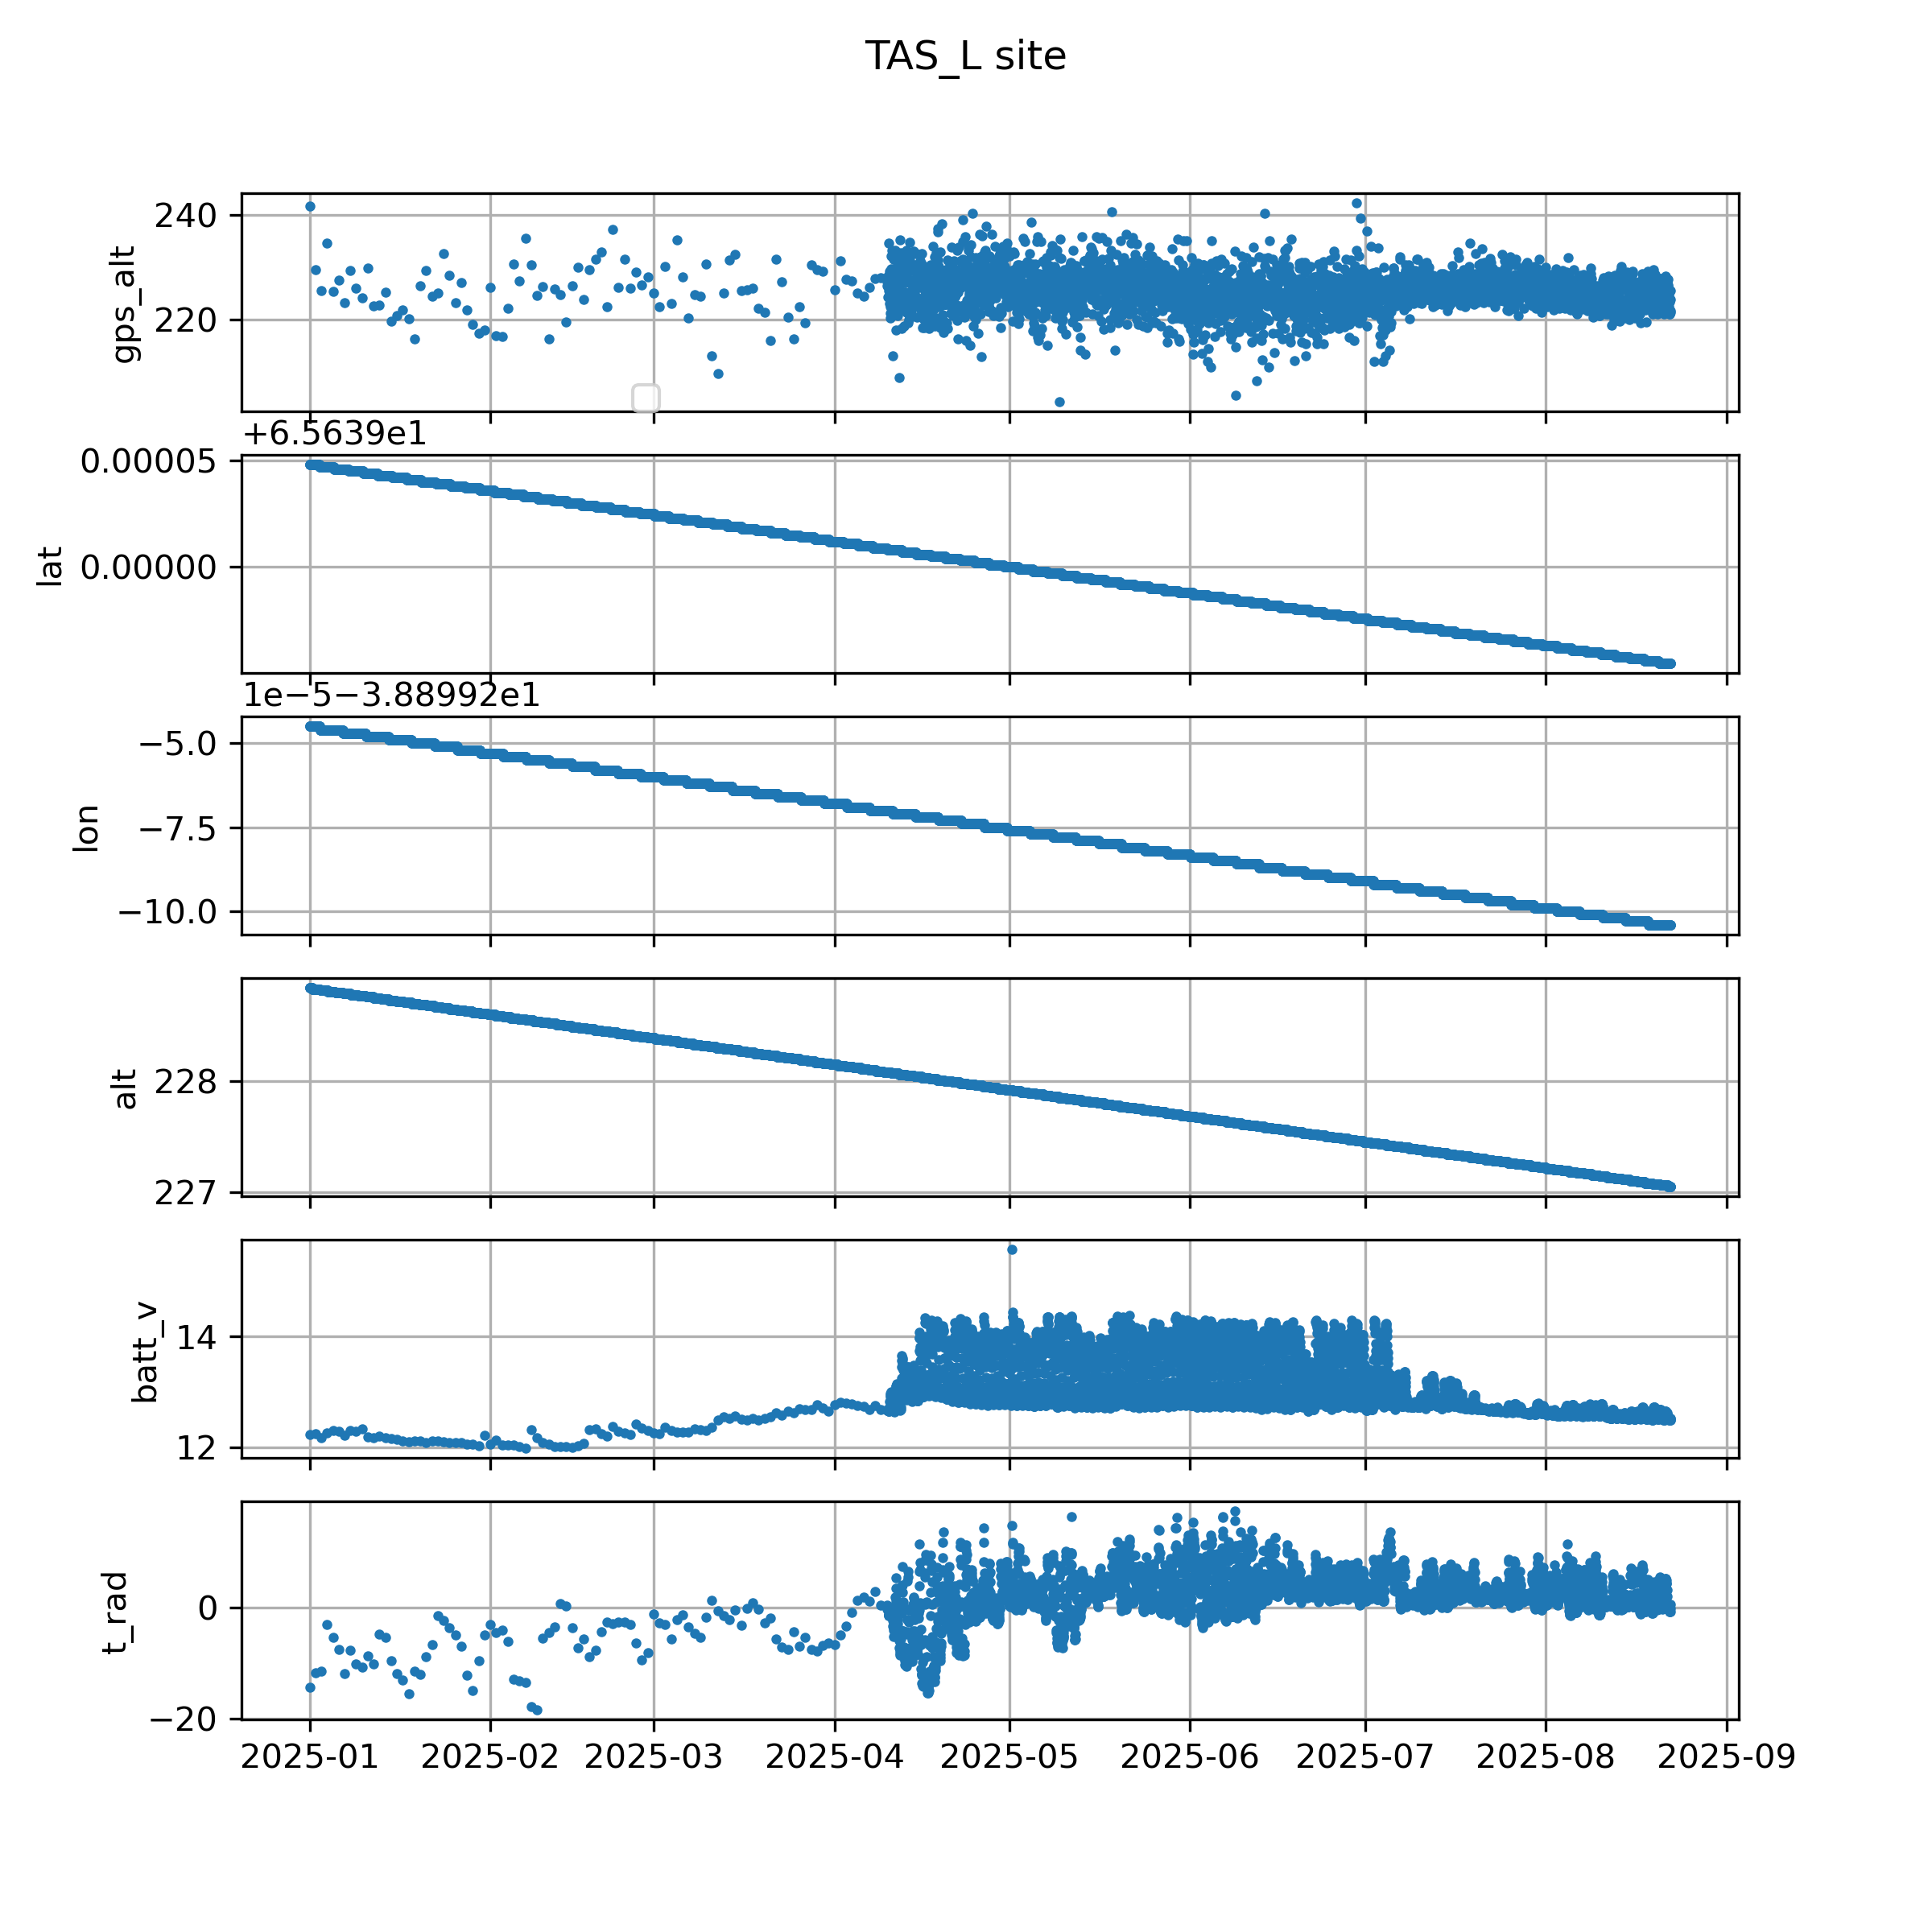 TAS_L site
240
220
gps_alt
+6.5639e1
0.00005
0.00000
lat
1e−5−3.88992e1
−5.0
−7.5
−10.0
lon
228
227
alt
14
12
batt_v
0
−20
t_rad
2025-01 2025-02 2025-03 2025-04 2025-05 2025-06 2025-07 2025-08 2025-09